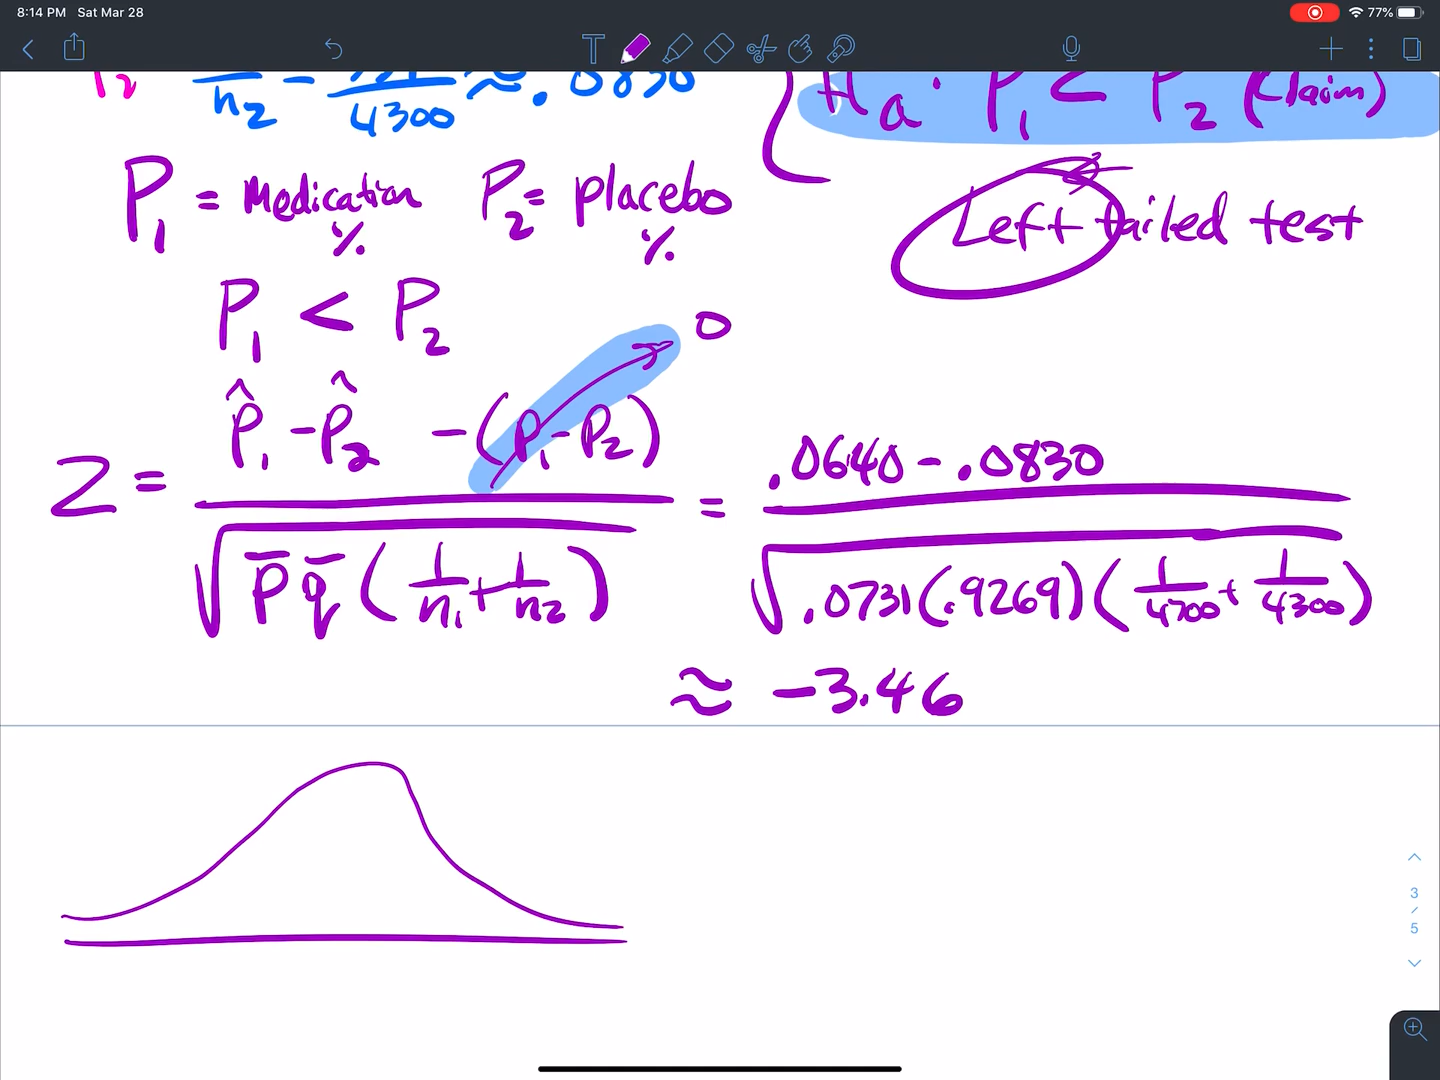 8:14 PM Sat Mar 28 77%
n2 4300 ≈ .0830
Ha: P1 < P2 (Claim)
P1 = Medication % P2 = placebo %
Left tailed test
P1 < P2
0
Z = p̂1 - p̂2 - (P1 - P2) / √p̄ q̄ (1/n1 + 1/n2) = .0640 - .0830 / √.0731(.9269)(1/4700 + 1/4300)
≈ -3.46
3
/
5